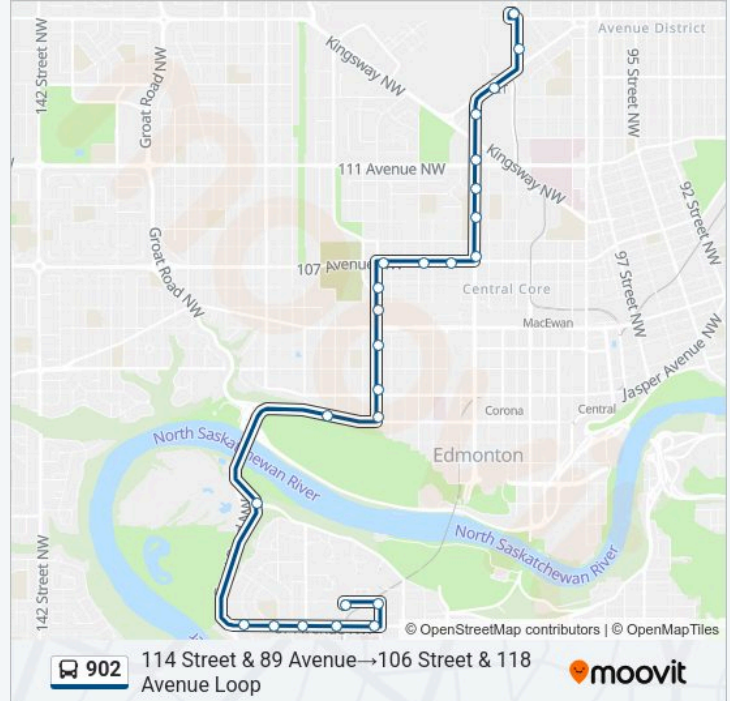 142 Street NW
Groat Road NW
Kingsway NW
Avenue District
95 Street NW
111 Avenue NW
Kingsway NW
92 Street NW
Groat Road NW
107 Avenue
97 Street NW
Central Core
MacEwan
Jasper Avenue NW
Corona
Central
North Saskatchewan River
Edmonton
North Saskatchewan River
142 Street NW
© OpenStreetMap contributors | © OpenMapTiles
902
114 Street & 89 Avenue→106 Street & 118
Avenue Loop
moovit